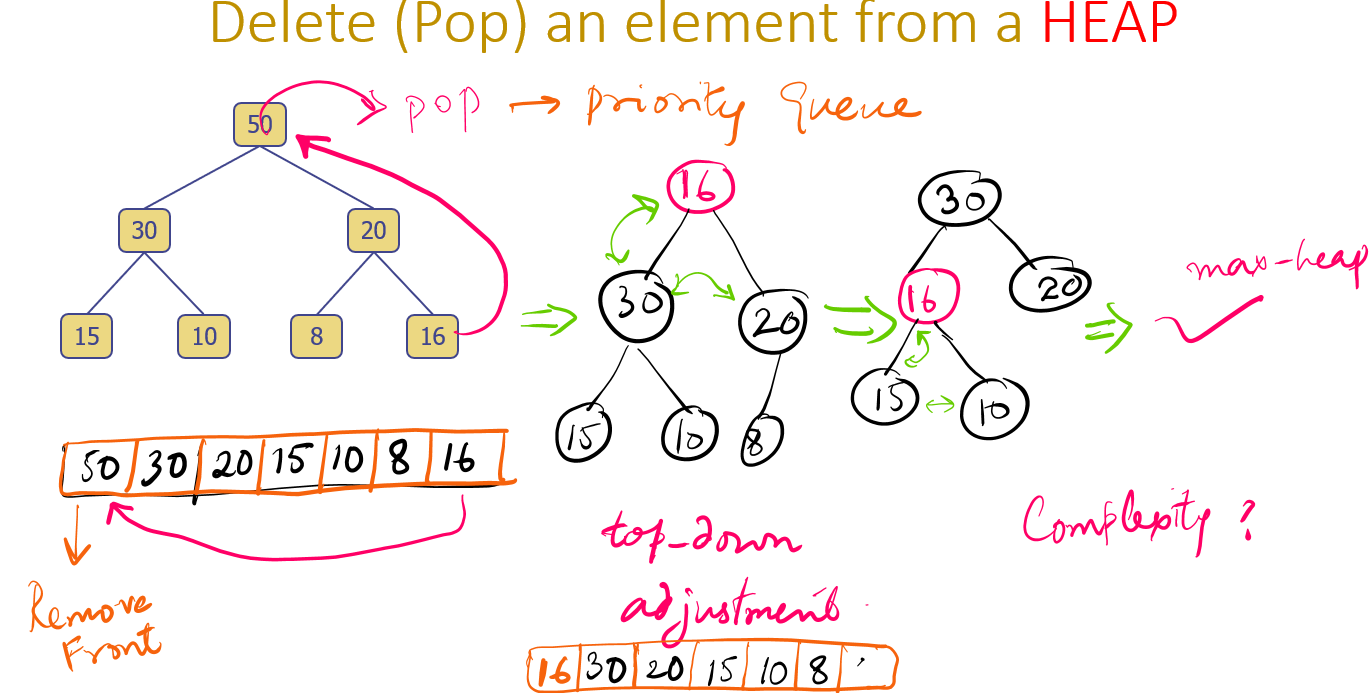 Delete (Pop) an element from a HEAP
pop → Priority Queue
50
30 20
15 10 8 16
16
30 20
15 10 8
30
16 20
15 10
max-heap
50 30 20 15 10 8 16
Remove
Front
top-down
adjustment
16 30 20 15 10 8
Complexity ?